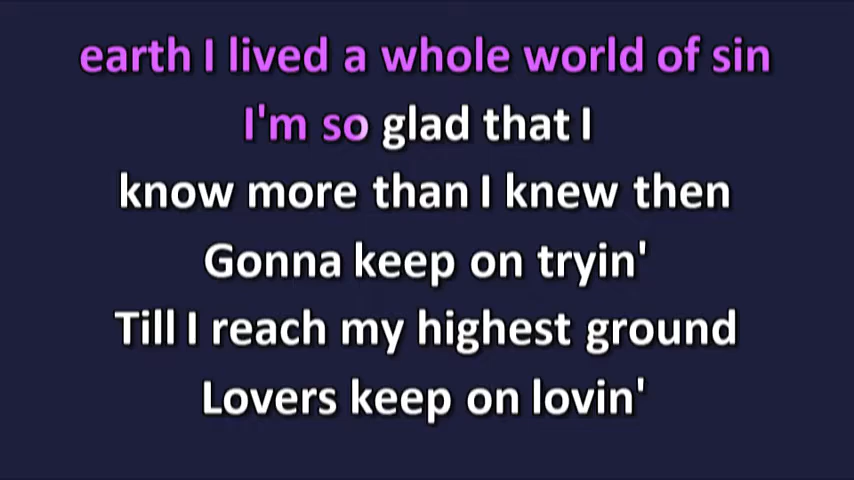 earth I lived a whole world of sin
I'm so glad that I
know more than I knew then
Gonna keep on tryin'
Till I reach my highest ground
Lovers keep on lovin'